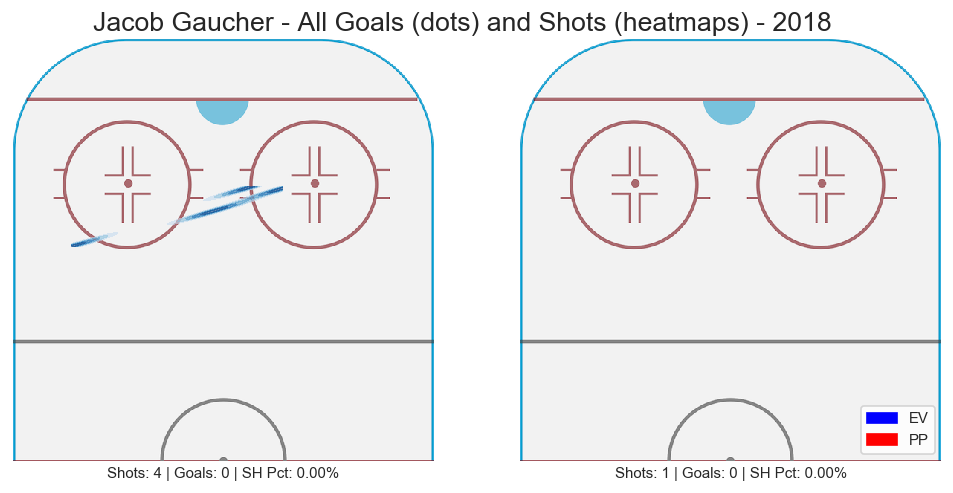 Jacob Gaucher - All Goals (dots) and Shots (heatmaps) - 2018
EV
PP
Shots: 4 | Goals: 0 | SH Pct: 0.00%
Shots: 1 | Goals: 0 | SH Pct: 0.00%